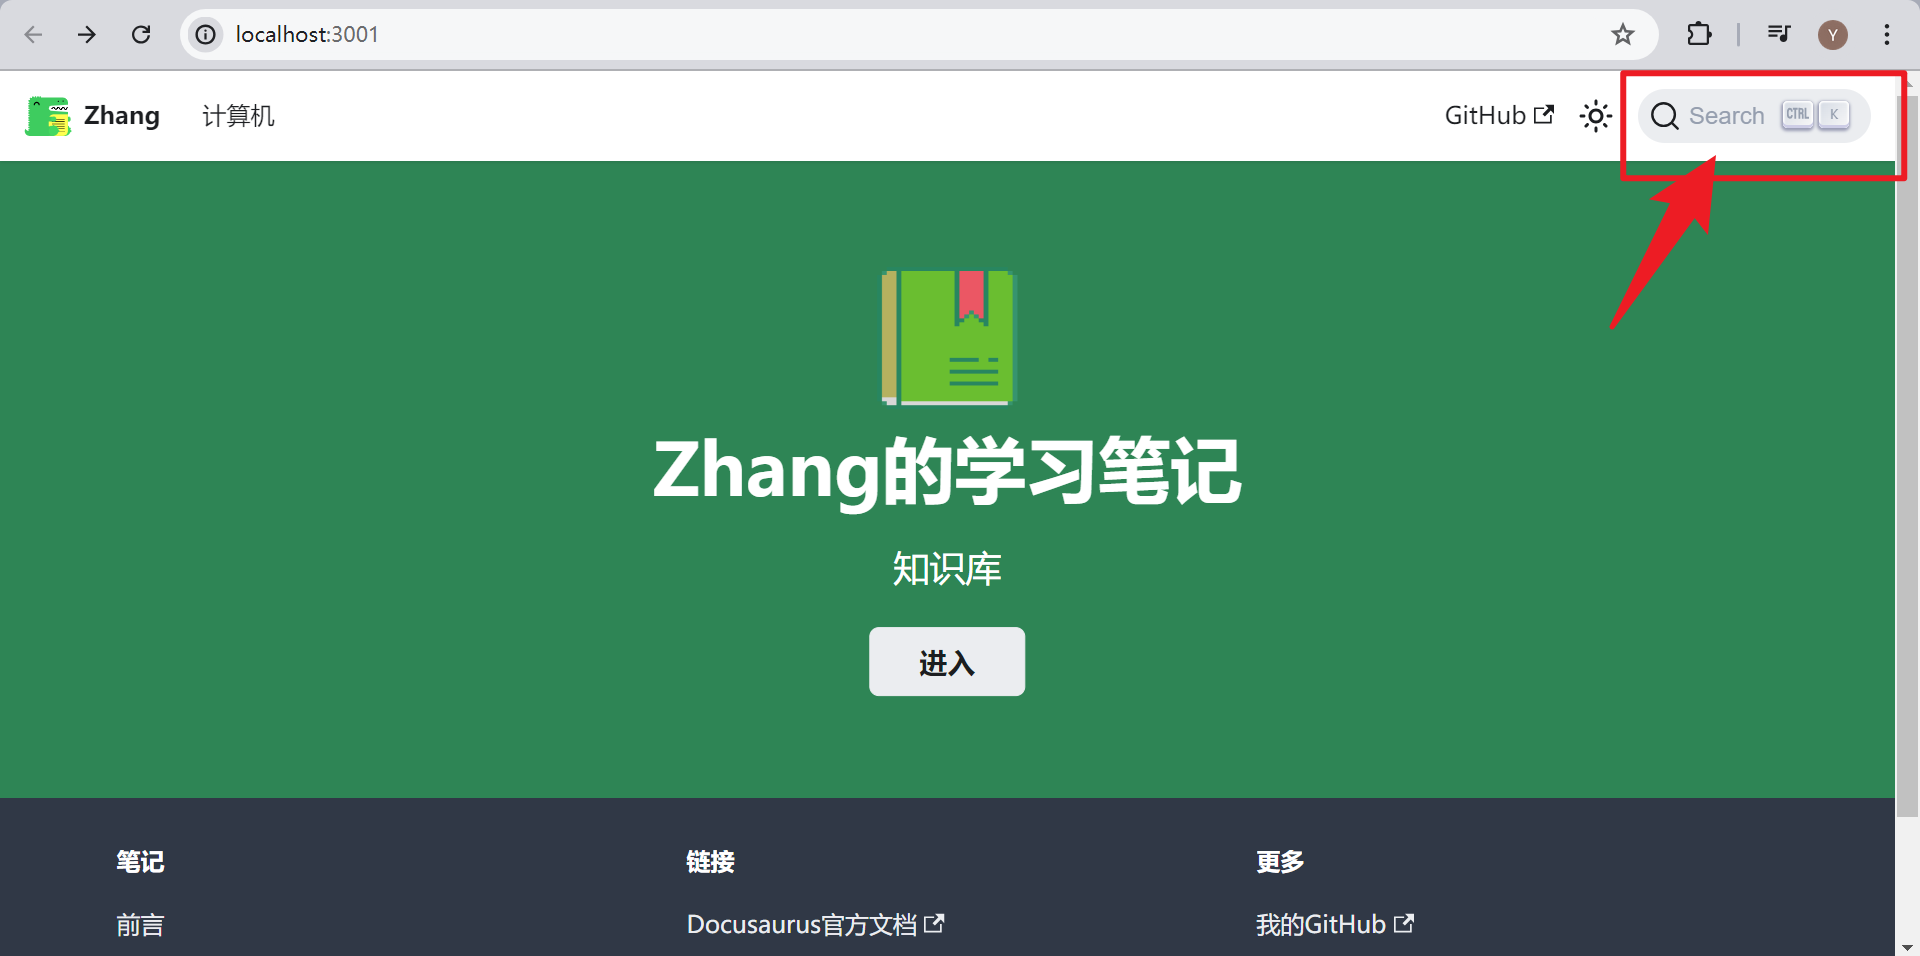 localhost:3001
Y
Zhang
计算机
GitHub
Search
CTRL
K
Zhang的学习笔记
知识库
进入
笔记
链接
更多
前言
Docusaurus官方文档
我的GitHub